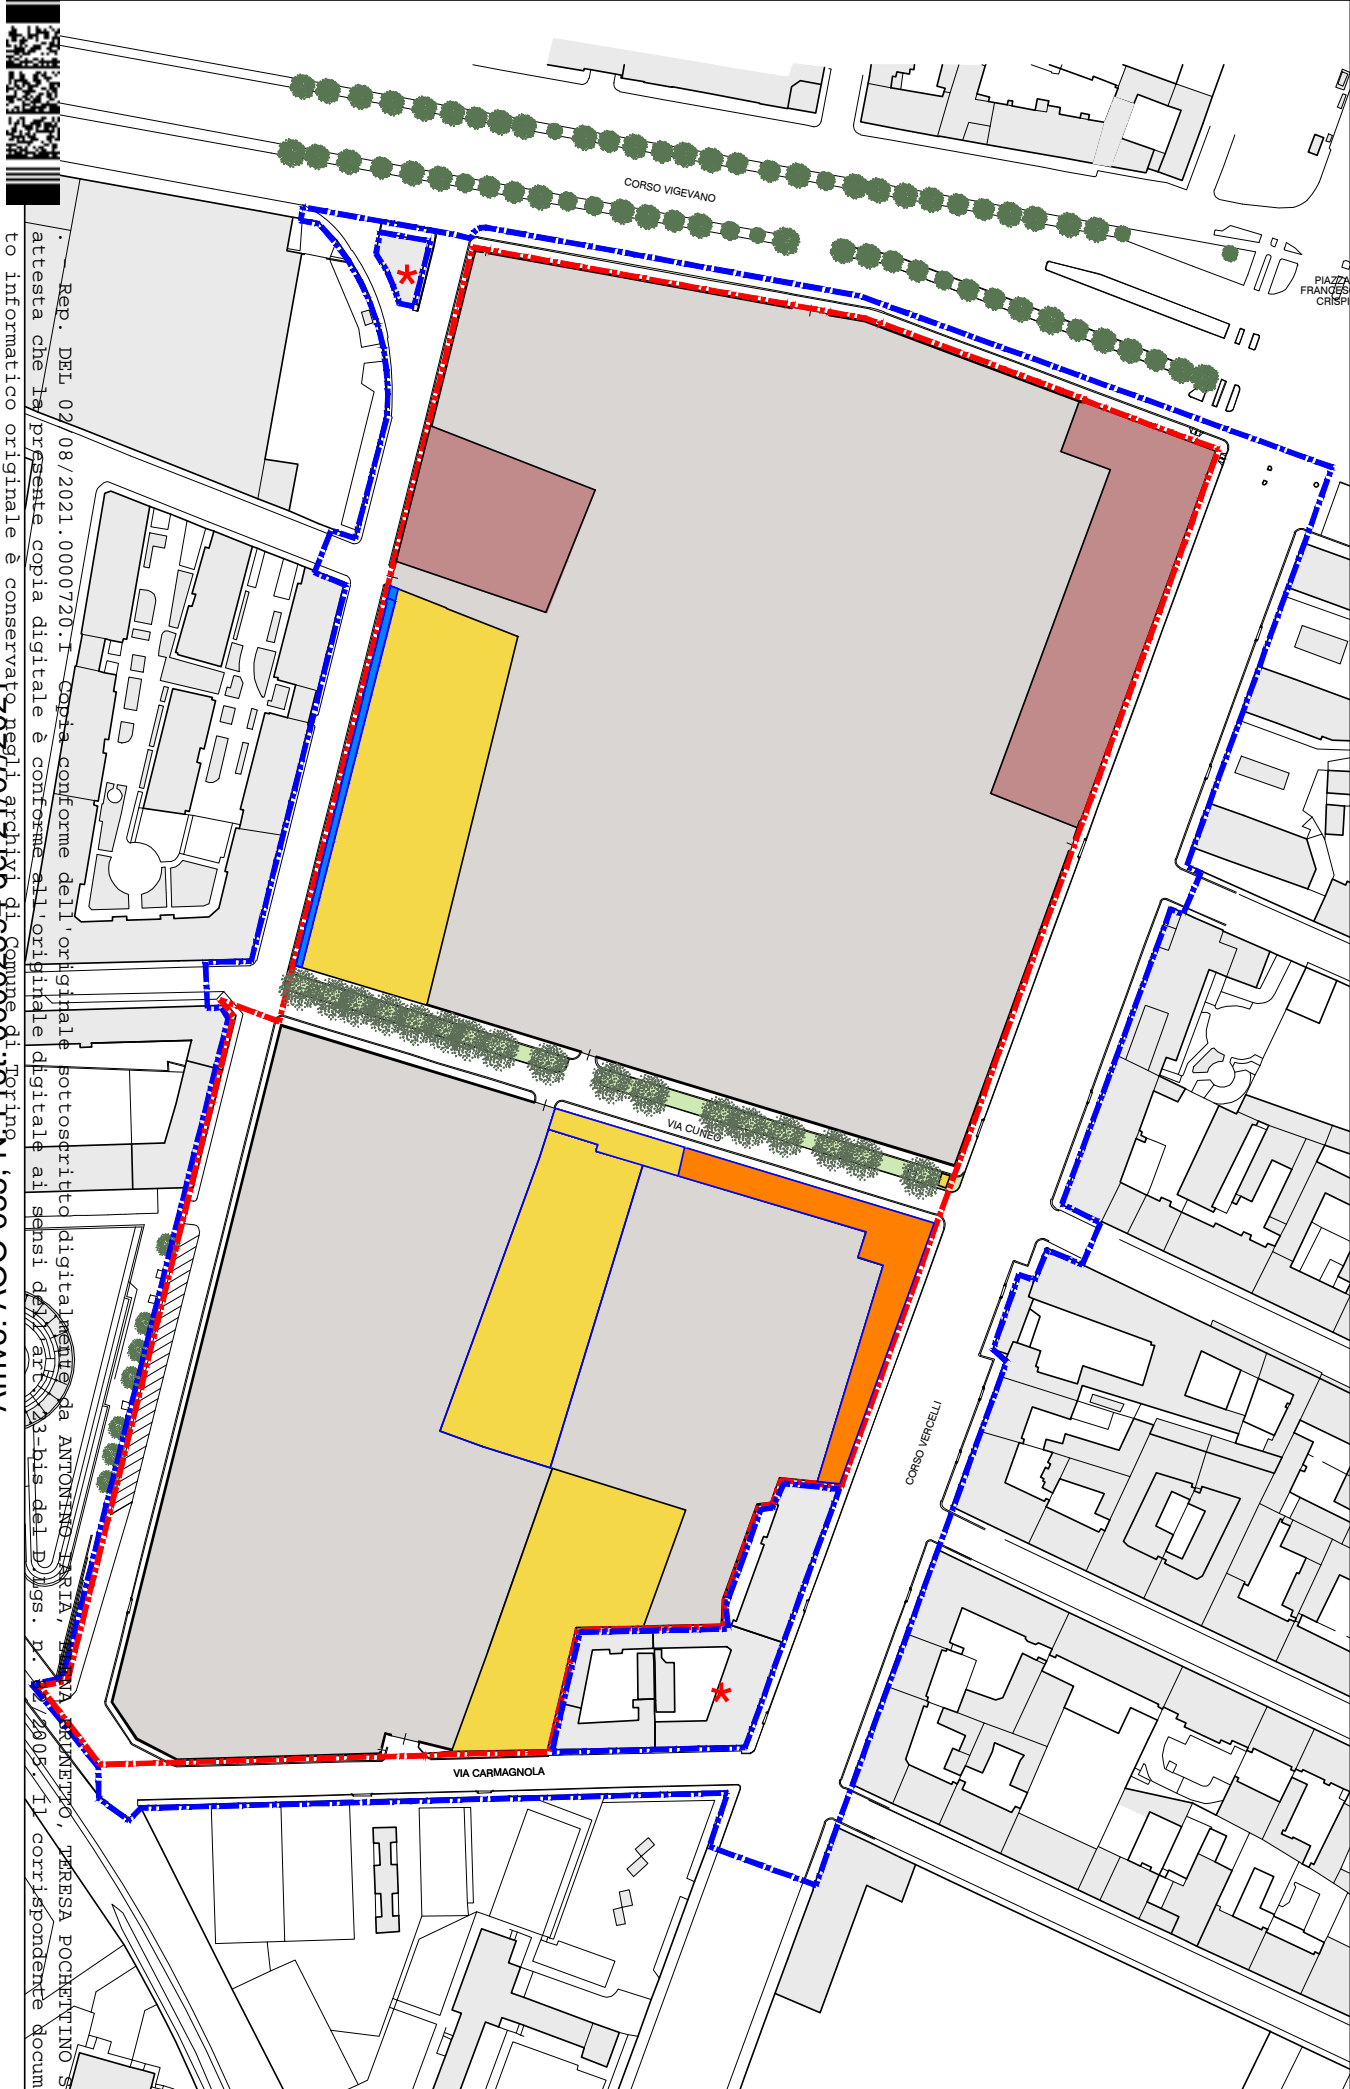 CORSO VIGEVANO
PIAZZA
FRANCESC
CRISPI
VIA CUNEO
CORSO VERCELLI
VIA CARMAGNOLA
. - Rep. DEL 02/08/2021.0000720.I Copia conforme dell'originale sottoscritto digitalmente da ANTONINO IARIA, ELENA BRUNETTO, TERESA POCHETTINO S
attesta che la presente copia digitale è conforme all'originale digitale ai sensi dell'art. 23-bis del D.lgs. n. 82/2005. Il corrispondente docum
to informatico originale è conservato negli archivi di Comune di Torino